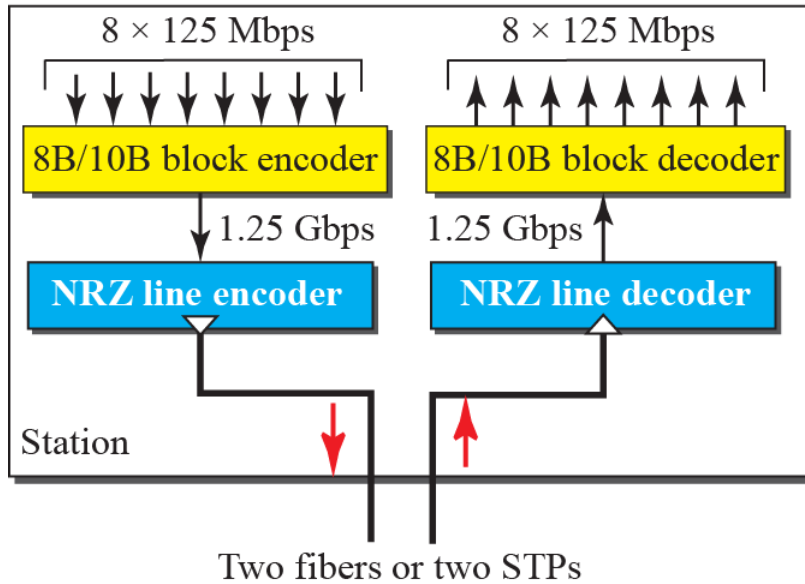 8 × 125 Mbps
8 × 125 Mbps
8B/10B block encoder
8B/10B block decoder
1.25 Gbps
1.25 Gbps
NRZ line encoder
NRZ line decoder
Station
Two fibers or two STPs